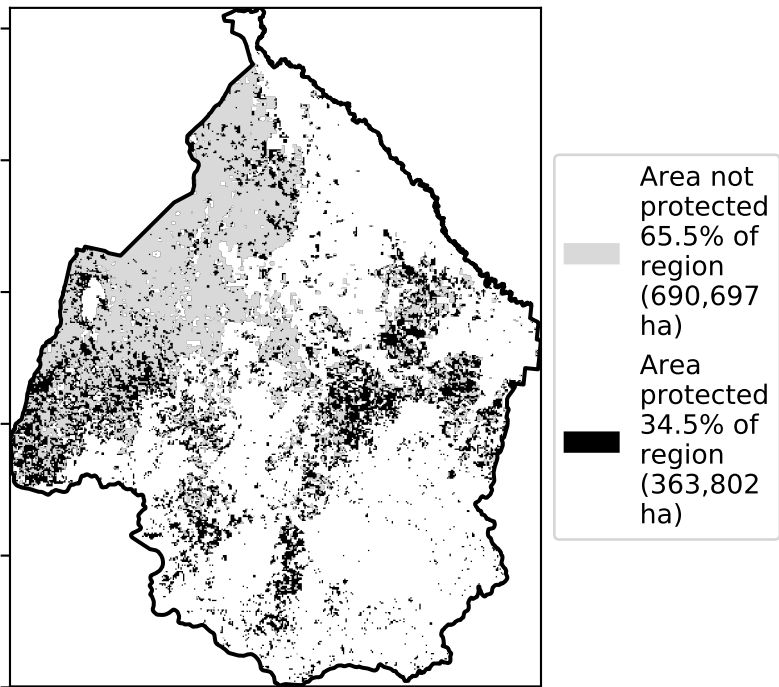 Area not
protected
65.5% of
region
(690,697
ha)
Area
protected
34.5% of
region
(363,802
ha)